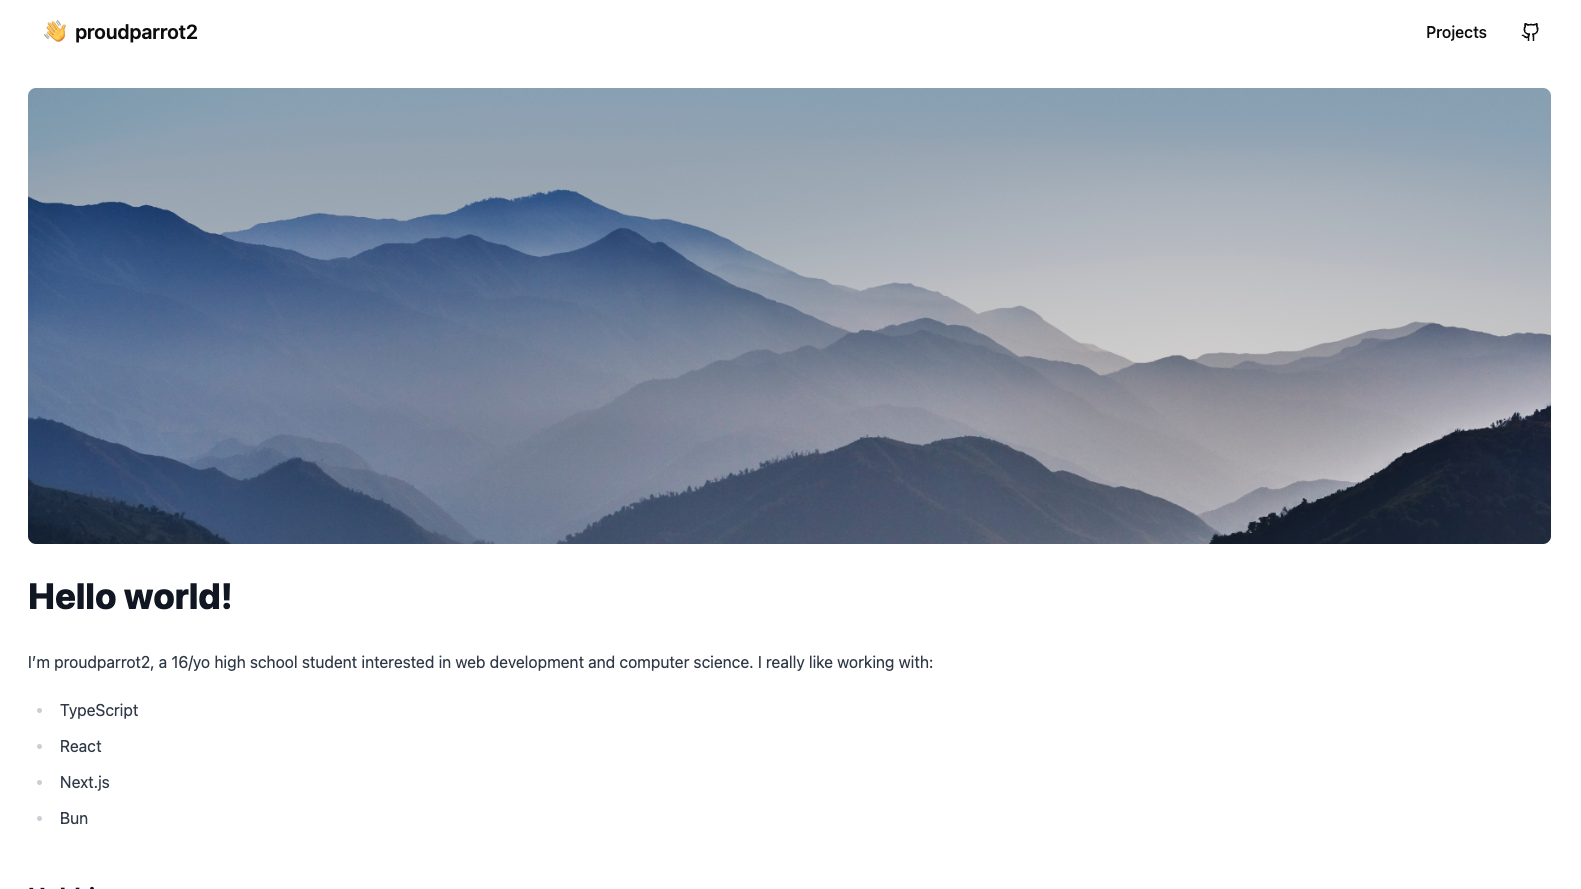 👋 proudparrot2
Projects
Hello world!
I’m proudparrot2, a 16/yo high school student interested in web development and computer science. I really like working with:
TypeScript
React
Next.js
Bun